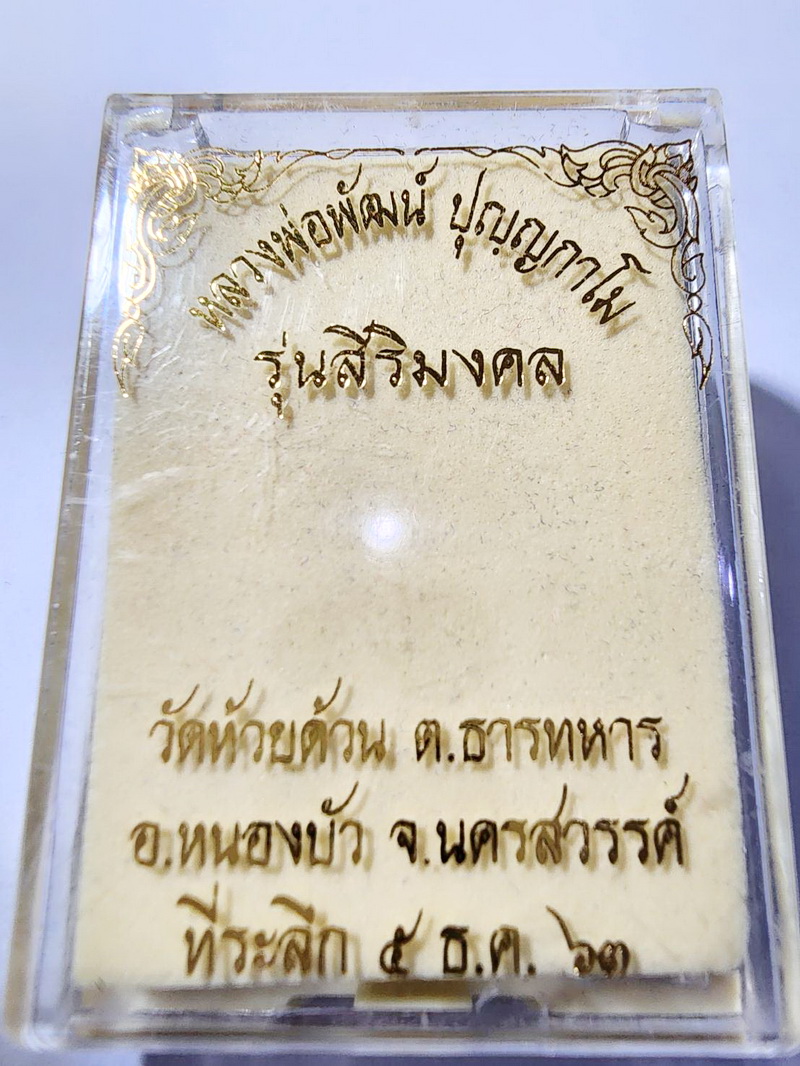 หลวงพ่อพัฒน์ ปุญฺญกาโม
รุ่นสิริมงคล
วัดห้วยด้วน ต.ธารทหาร
อ.หนองบัว จ.นครสวรรค์
ที่ระลึก ๕ ธ.ค. ๖๓